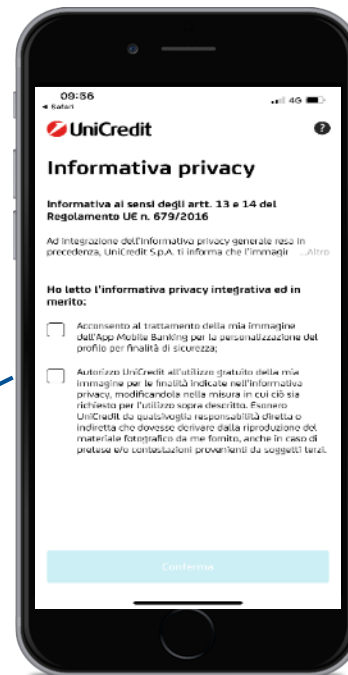 09:56
4G
◄ Safari
UniCredit
?
Informativa privacy
Informativa ai sensi degli artt. 13 e 14 del
Regolamento UE n. 679/2016
Ad integrazione dell'informativa privacy generale resa in
precedenza, UniCredit S.p.A. ti informa che l'immagir ...Altro
Ho letto l'informativa privacy integrativa ed in
merito:
Acconsento al trattamento della mia immagine
dell'App Mobile Banking per la personalizzazione del
profilo per finalità di sicurezza;
Autorizzo UniCredit all'utilizzo gratuito della mia
immagine per le finalità indicate nell'informativa
privacy, modificandola nella misura in cui ciò sia
richiesto per l'utilizzo sopra descritto. Esonero
UniCredit da qualsivoglia responsabilità diretta o
indiretta che dovesse derivare dalla riproduzione del
materiale fotografico da me fornito, anche in caso di
pretese e/o contestazioni provenienti da soggetti terzi.
Conferma